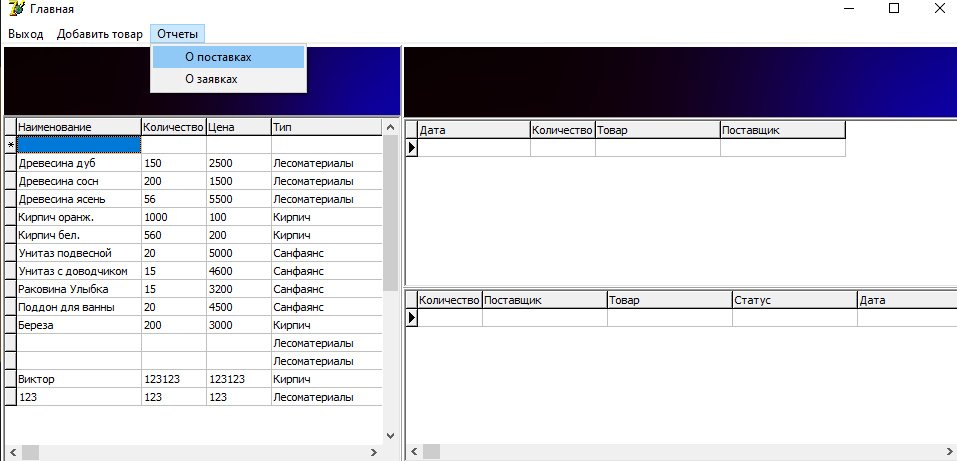 Главная
Выход Добавить товар Отчеты
О поставках
О заявках
Наименование Количество Цена Тип
Древесина дуб 150 2500 Лесоматериалы
Древесина сосн 200 1500 Лесоматериалы
Древесина ясень 56 5500 Лесоматериалы
Кирпич оранж. 1000 100 Кирпич
Кирпич бел. 560 200 Кирпич
Унитаз подвесной 20 5000 Санфаянс
Унитаз с доводчиком 15 4600 Санфаянс
Раковина Улыбка 15 3200 Санфаянс
Поддон для ванны 20 4500 Санфаянс
Береза 200 3000 Кирпич
Лесоматериалы
Лесоматериалы
Виктор 123123 123123 Кирпич
123 123 123 Лесоматериалы
Дата Количество Товар Поставщик
Количество Поставщик Товар Статус Дата